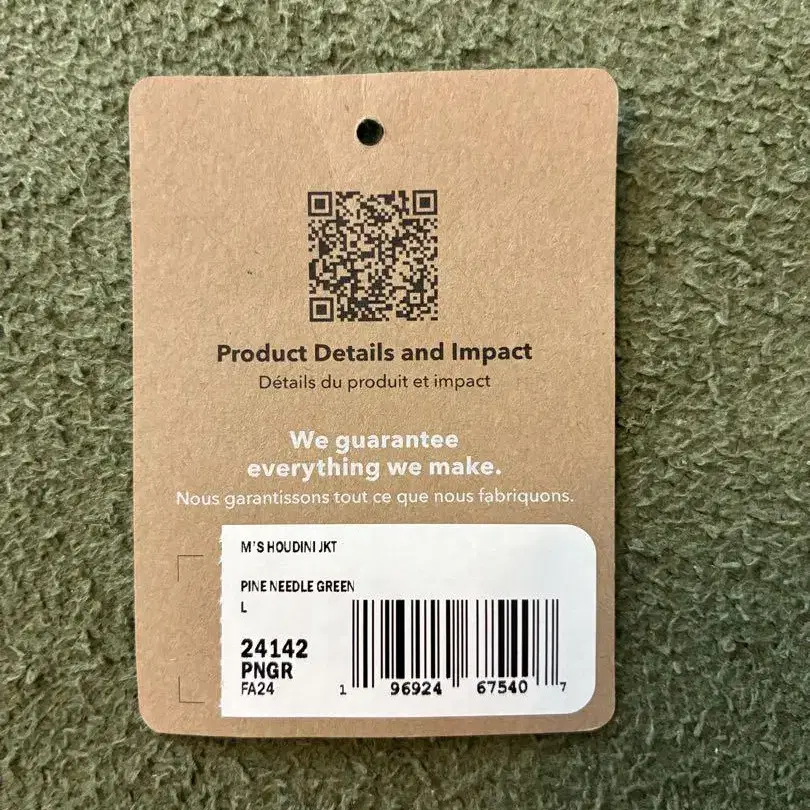 Product Details and Impact
Détails du produit et impact
We guarantee
everything we make.
Nous garantissons tout ce que nous fabriquons.
M'S HOUDINI JKT
PINE NEEDLE GREEN
L
24142
PNGR
FA24
1 96924 67540 7